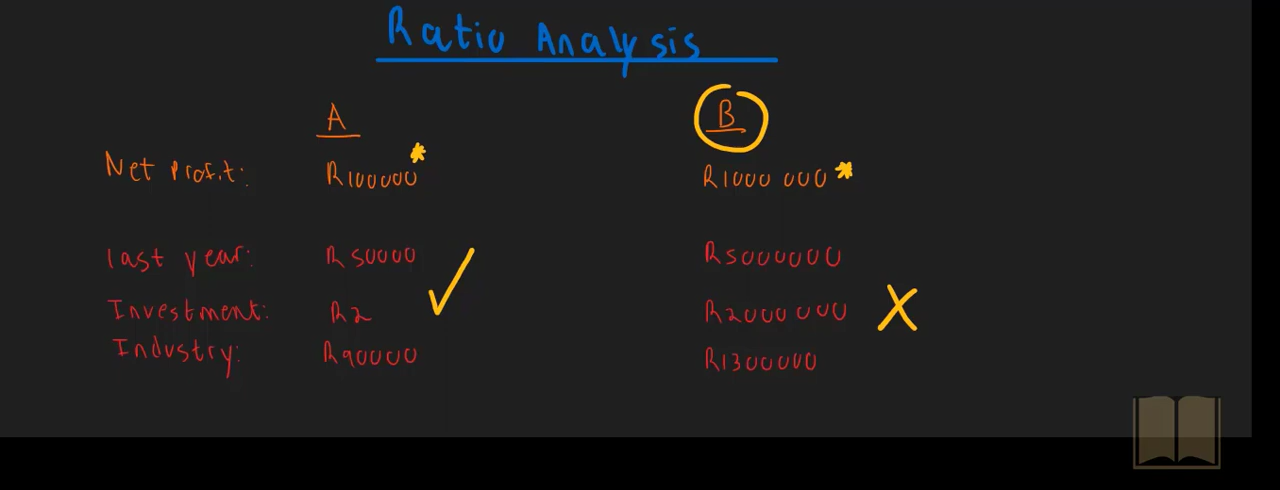 Ratio Analysis
A B
Net Profit: R100000* R1000 000*
last year: R50000 R5000000
Investment: R2 R2000 000
Industry: R90000 R1300000